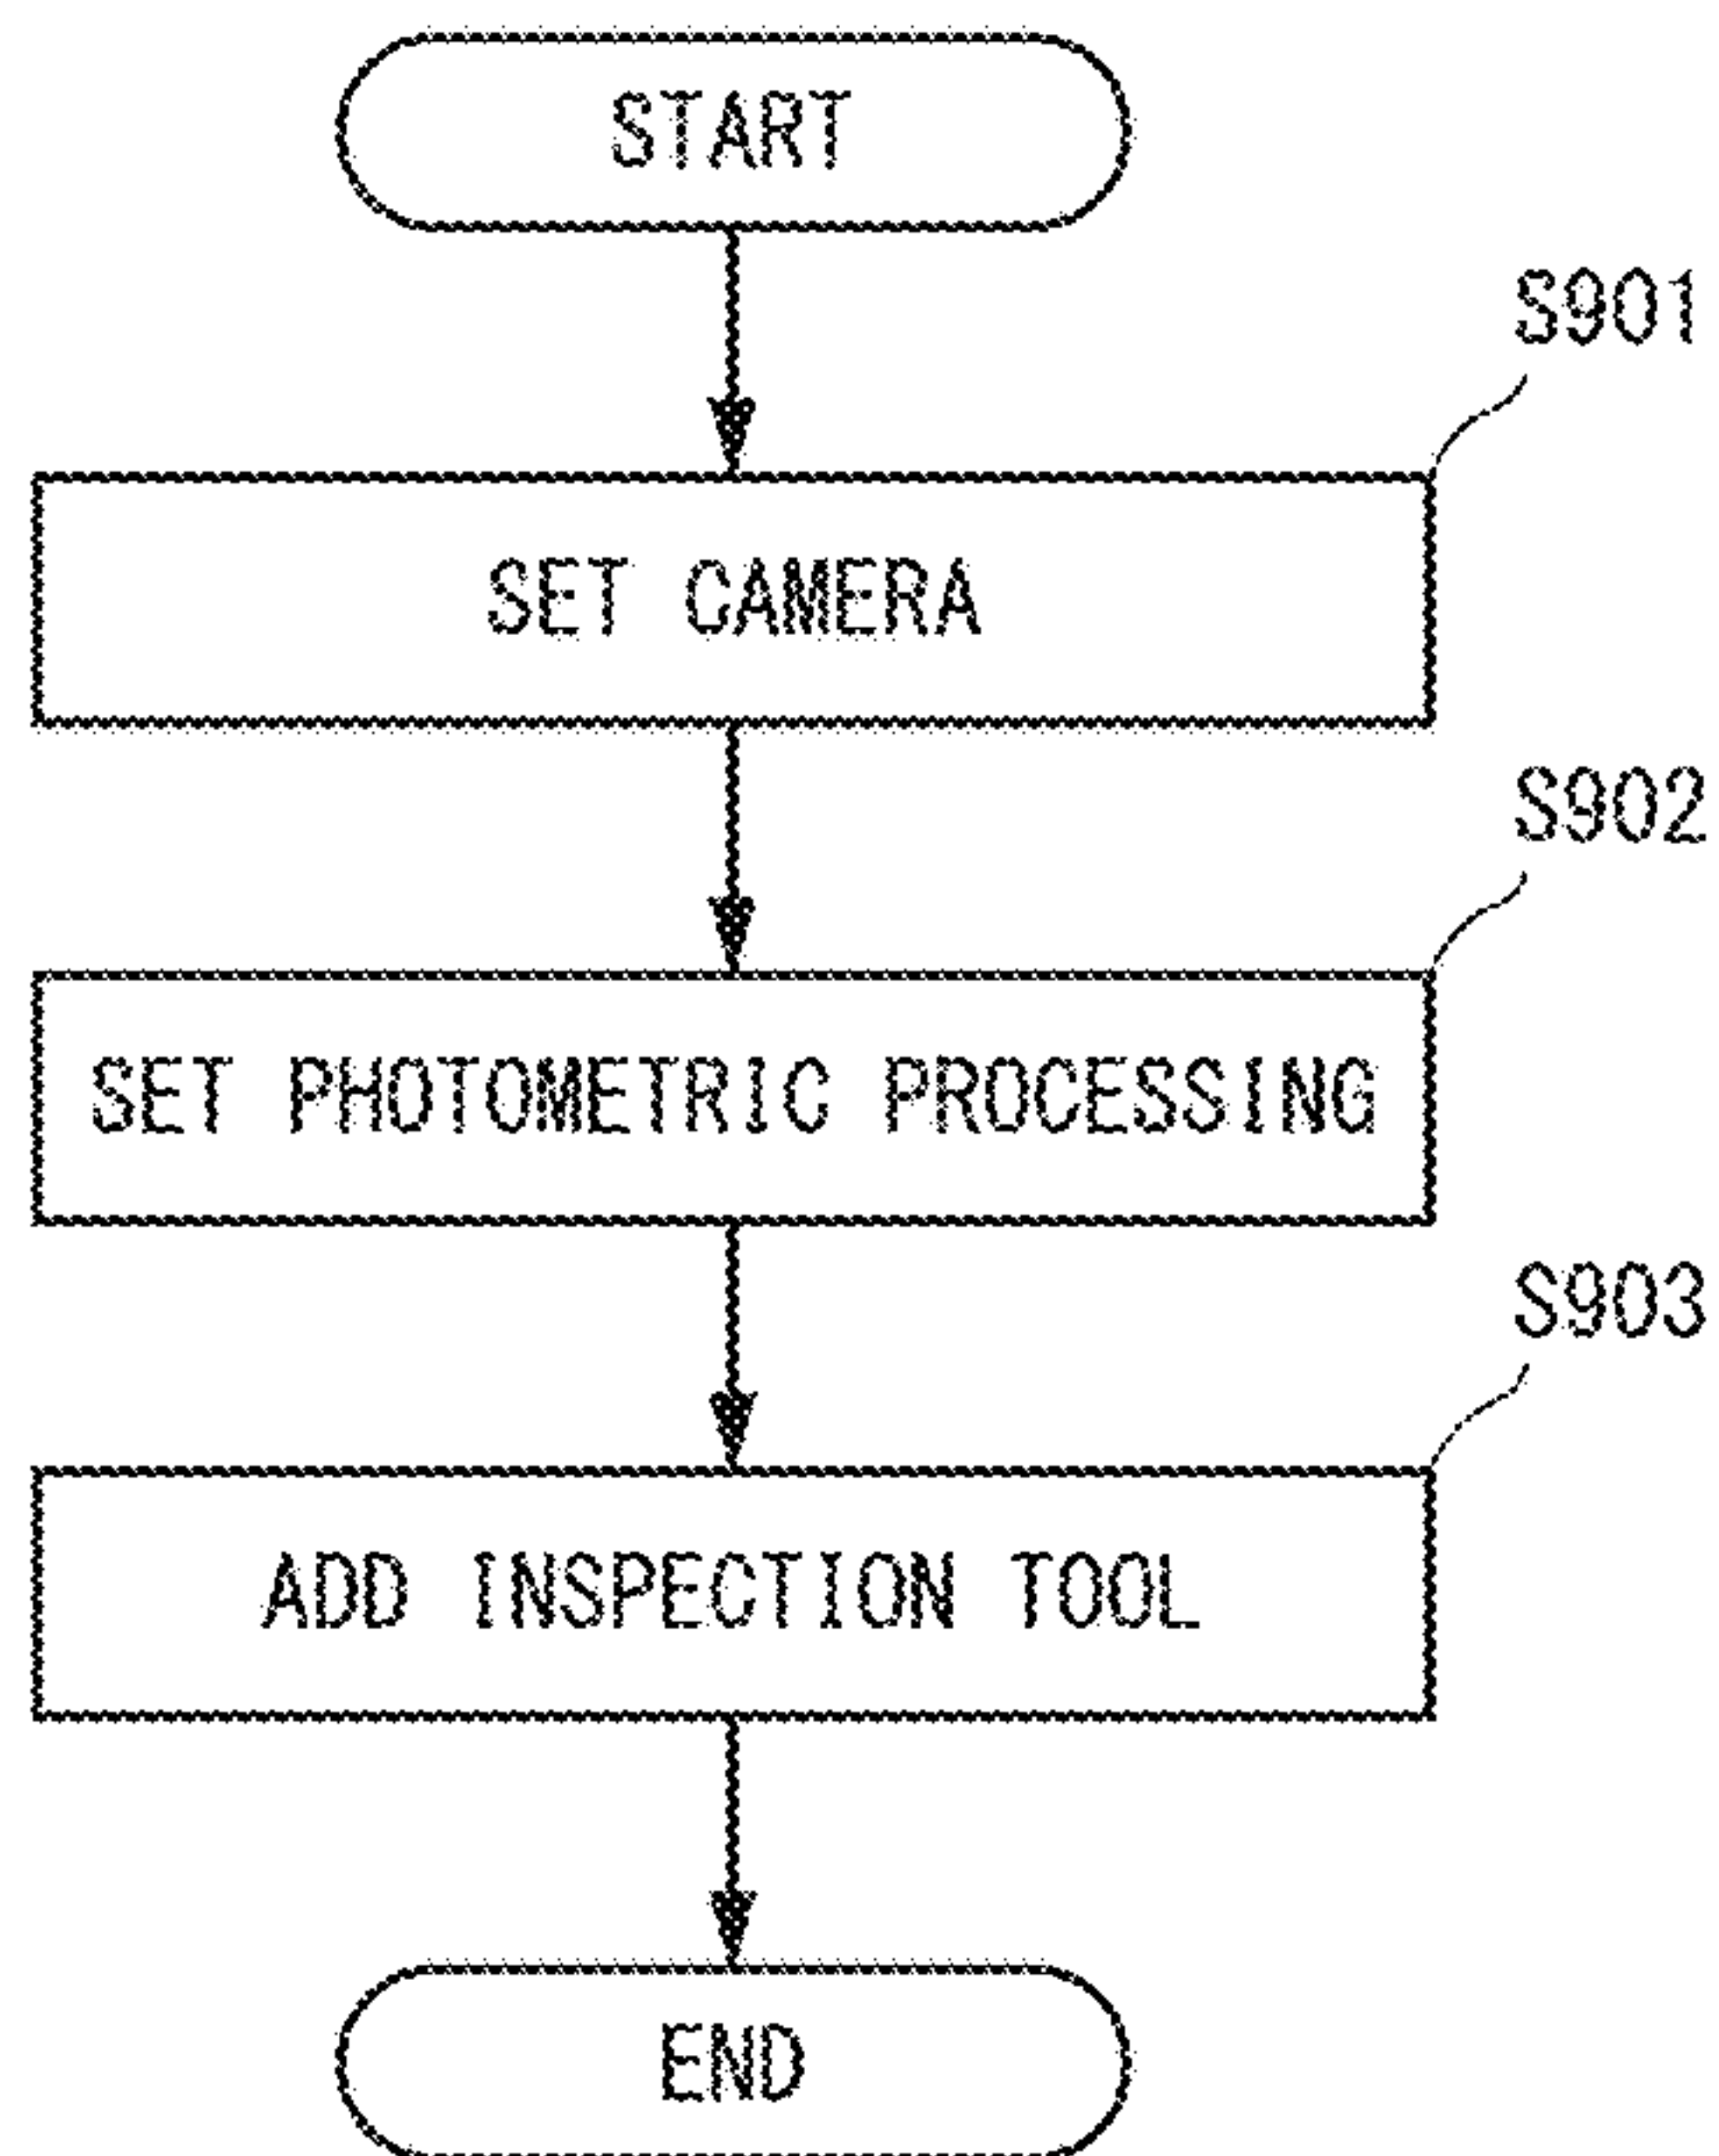 START
S901
SET CAMERA
S902
SET PHOTOMETRIC PROCESSING
S903
ADD INSPECTION TOOL
END